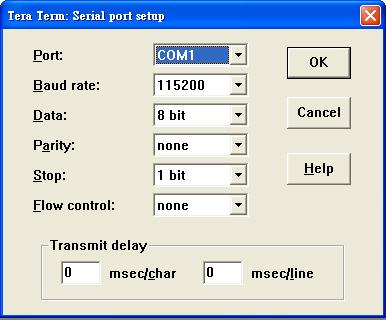 Tera Term: Serial port setup
Port: COM1
OK
Baud rate: 115200
Data: 8 bit
Cancel
Parity: none
Stop: 1 bit
Help
Flow control: none
Transmit delay
0 msec/char 0 msec/line